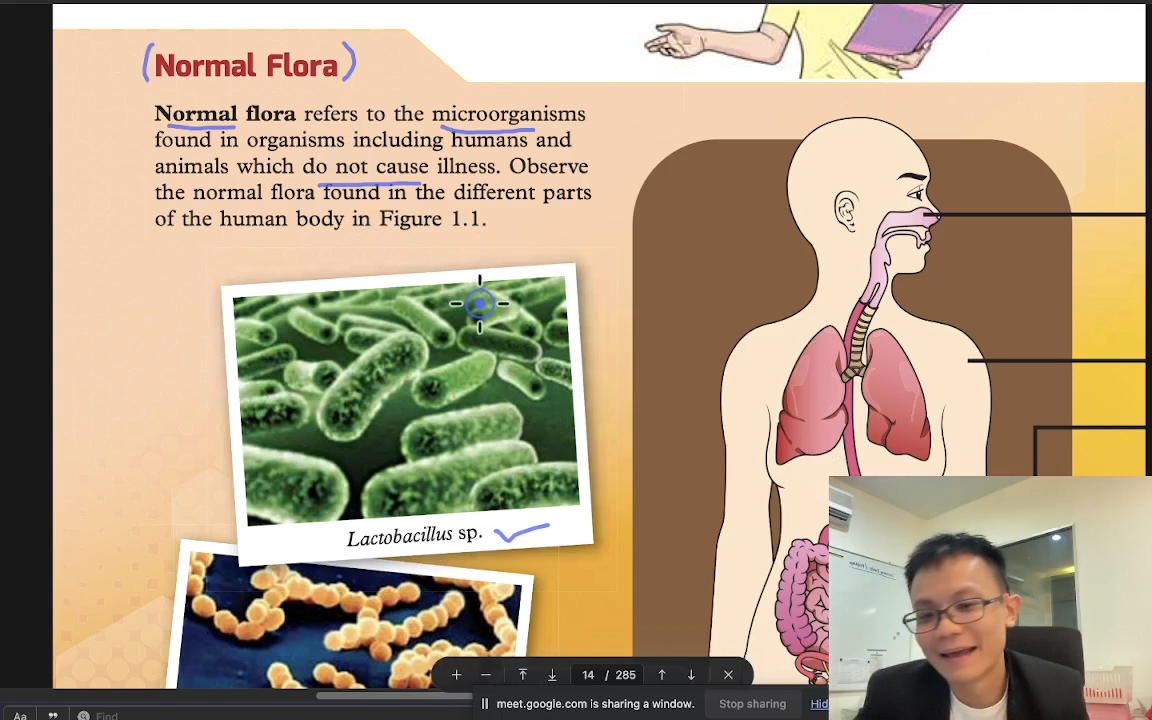 Normal Flora
Normal flora refers to the microorganisms
found in organisms including humans and
animals which do not cause illness. Observe
the normal flora found in the different parts
of the human body in Figure 1.1.
Lactobacillus sp.
14 / 285
meet.google.com is sharing a window.
Stop sharing
Hid
Aa
Find